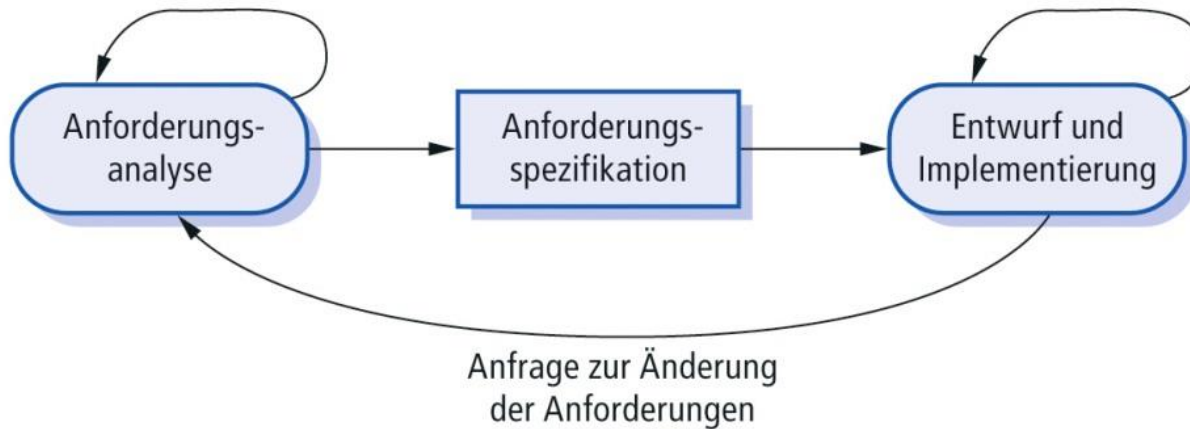 Anforderungs-
analyse
Anforderungs-
spezifikation
Entwurf und
Implementierung
Anfrage zur Änderung
der Anforderungen